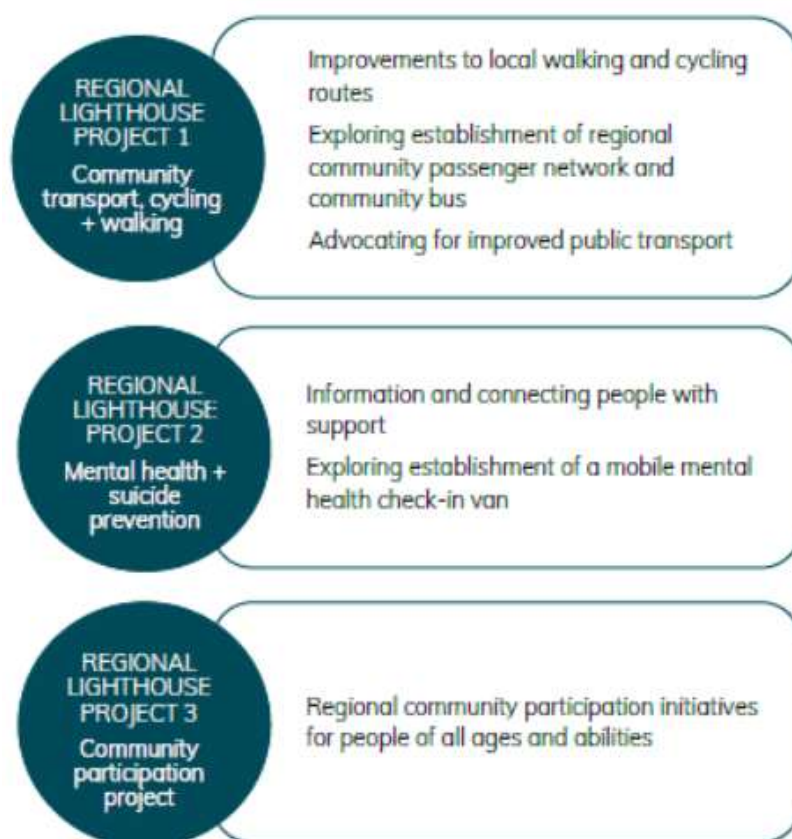 REGIONAL
LIGHTHOUSE
PROJECT 1
Community
transport, cycling
+ walking
Improvements to local walking and cycling
routes
Exploring establishment of regional
community passenger network and
community bus
Advocating for improved public transport
REGIONAL
LIGHTHOUSE
PROJECT 2
Mental health +
suicide
prevention
Information and connecting people with
support
Exploring establishment of a mobile mental
health check-in van
REGIONAL
LIGHTHOUSE
PROJECT 3
Community
participation
project
Regional community participation initiatives
for people of all ages and abilities